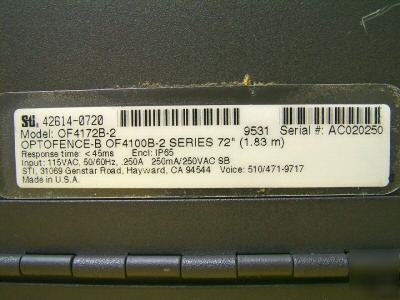 STI 42614-0720
Model: OF4172B-2 9531 Serial #: AC020250
OPTOFENCE-B OF4100B-2 SERIES 72" (1.83 m)
Response time: <45ms Encl: IP65
Input: 115VAC, 50/60Hz, .250A 250mA/250VAC SB
STI, 31069 Genstar Road, Hayward, CA 94544 Voice: 510/471-9717
Made in U.S.A.